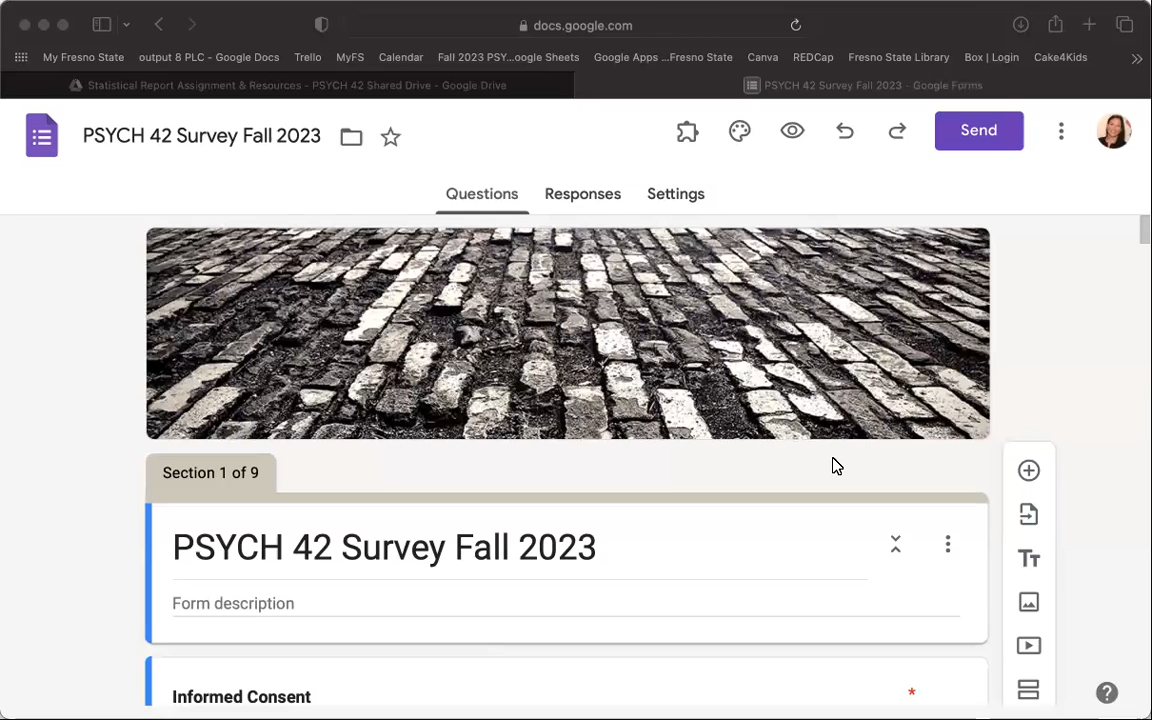 docs.google.com
My Fresno State output 8 PLC - Google Docs Trello MyFS Calendar Fall 2023 PSY...oogle Sheets Google Apps ...Fresno State Canva REDCap Fresno State Library Box | Login Cake4Kids
Statistical Report Assignment & Resources - PSYCH 42 Shared Drive - Google Drive PSYCH 42 Survey Fall 2023 - Google Forms
PSYCH 42 Survey Fall 2023 Send
Questions Responses Settings
Section 1 of 9
PSYCH 42 Survey Fall 2023
Form description
Tт
Informed Consent *